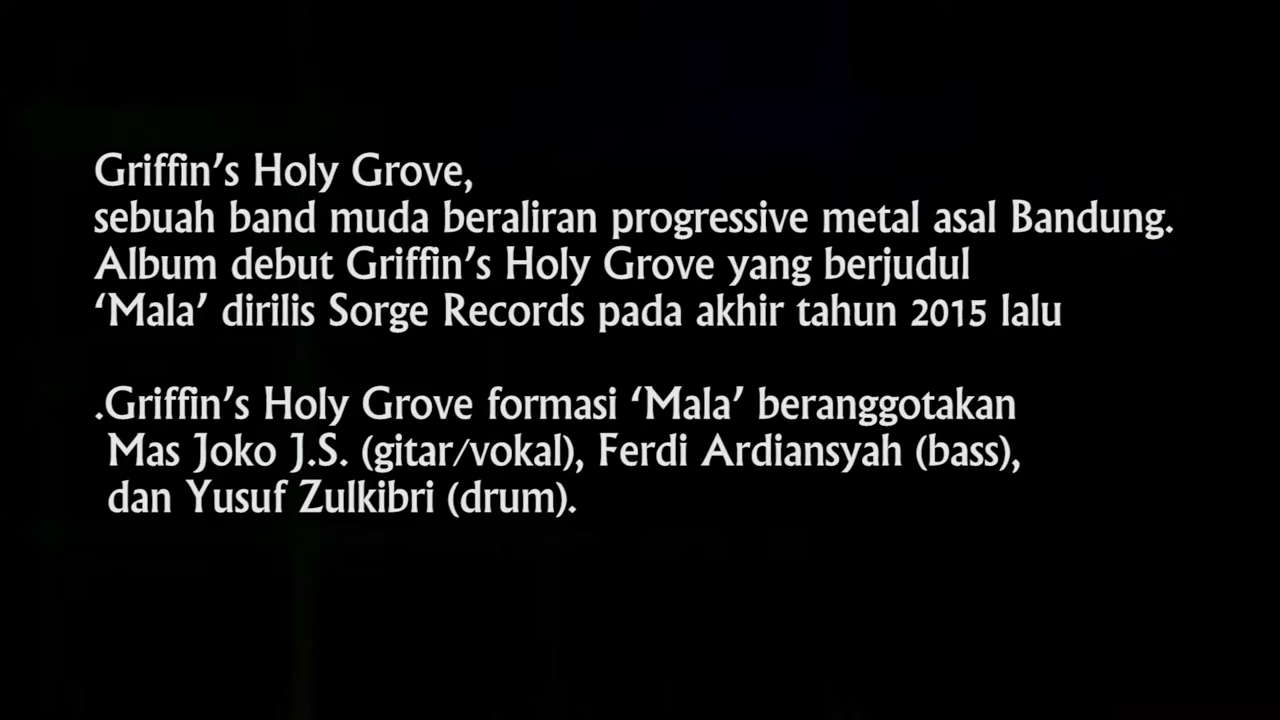 Griffin’s Holy Grove,
sebuah band muda beraliran progressive metal asal Bandung.
Album debut Griffin’s Holy Grove yang berjudul
‘Mala’ dirilis Sorge Records pada akhir tahun 2015 lalu
.Griffin’s Holy Grove formasi ‘Mala’ beranggotakan
Mas Joko J.S. (gitar/vokal), Ferdi Ardiansyah (bass),
dan Yusuf Zulkibri (drum).